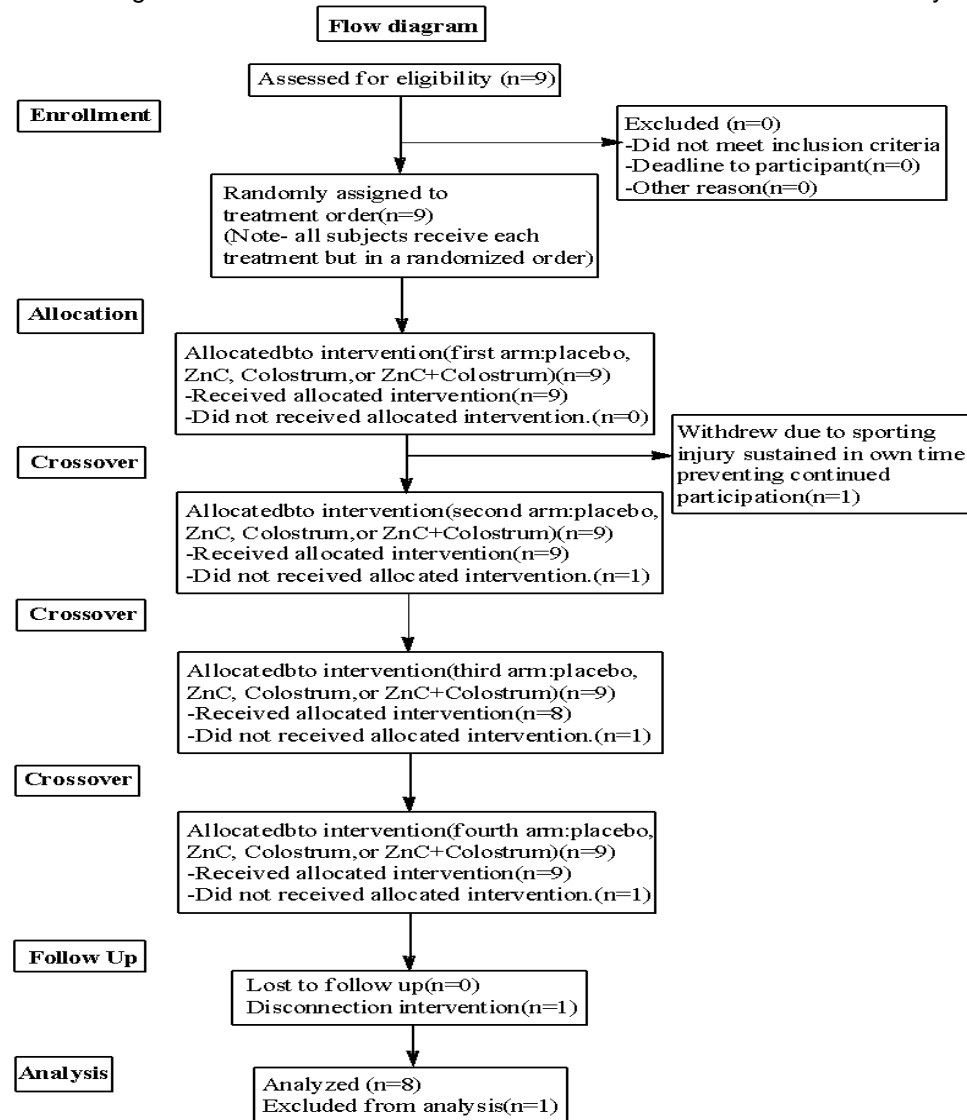 Flow diagram
Assessed for eligibility (n=9)
Enrollment
Excluded (n=0)
-Did not meet inclusion criteria
-Deadline to participant(n=0)
-Other reason(n=0)
Randomly assigned to
treatment order(n=9)
(Note- all subjects receive each
treatment but in a randomized order)
Allocation
Allocatedbto intervention(first arm:placebo,
ZnC, Colostrum,or ZnC+Colostrum)(n=9)
-Received allocated intervention(n=9)
-Did not received allocated intervention.(n=0)
Withdrew due to sporting
injury sustained in own time
preventing continued
participation(n=1)
Crossover
Allocatedbto intervention(second arm:placebo,
ZnC, Colostrum,or ZnC+Colostrum)(n=9)
-Received allocated intervention(n=9)
-Did not received allocated intervention.(n=1)
Crossover
Allocatedbto intervention(third arm:placebo,
ZnC, Colostrum,or ZnC+Colostrum)(n=9)
-Received allocated intervention(n=8)
-Did not received allocated intervention.(n=1)
Crossover
Allocatedbto intervention(fourth arm:placebo,
ZnC, Colostrum,or ZnC+Colostrum)(n=9)
-Received allocated intervention(n=9)
-Did not received allocated intervention.(n=1)
Follow Up
Lost to follow up(n=0)
Disconnection intervention(n=1)
Analysis
Analyzed (n=8)
Excluded from analysis(n=1)